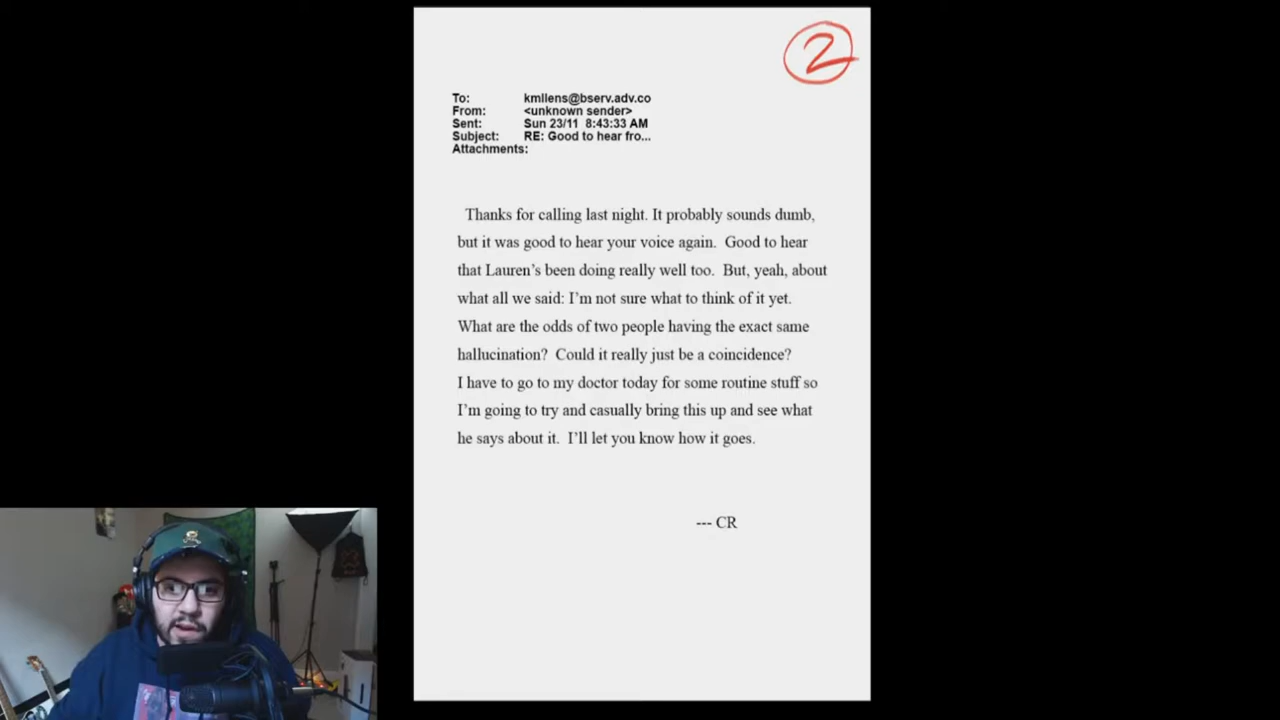 2
To: kmllens@bserv.adv.co
From: <unknown sender>
Sent: Sun 23/11 8:43:33 AM
Subject: RE: Good to hear fro...
Attachments:
Thanks for calling last night. It probably sounds dumb,
but it was good to hear your voice again. Good to hear
that Lauren's been doing really well too. But, yeah, about
what all we said: I'm not sure what to think of it yet.
What are the odds of two people having the exact same
hallucination? Could it really just be a coincidence?
I have to go to my doctor today for some routine stuff so
I'm going to try and casually bring this up and see what
he says about it. I'll let you know how it goes.
--- CR